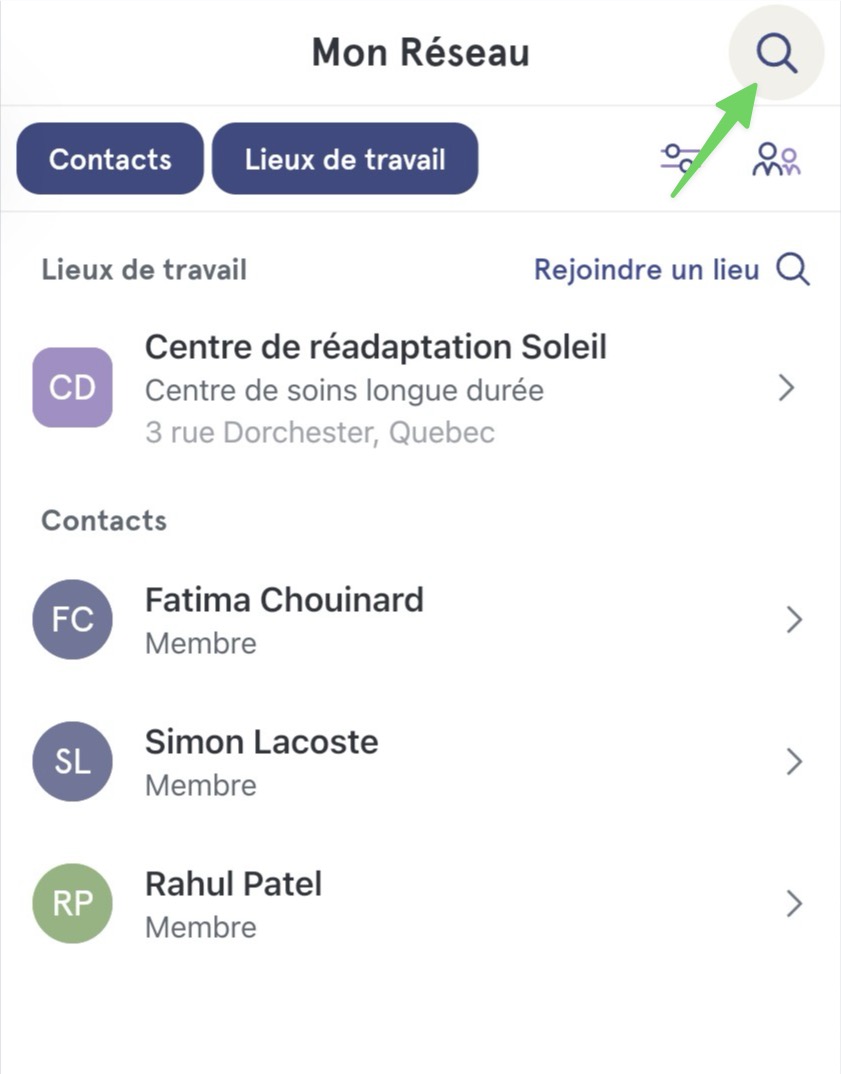 Mon Réseau
Contacts
Lieux de travail
Lieux de travail
Rejoindre un lieu
CD
Centre de réadaptation Soleil
Centre de soins longue durée
3 rue Dorchester, Quebec
Contacts
FC
Fatima Chouinard
Membre
SL
Simon Lacoste
Membre
RP
Rahul Patel
Membre